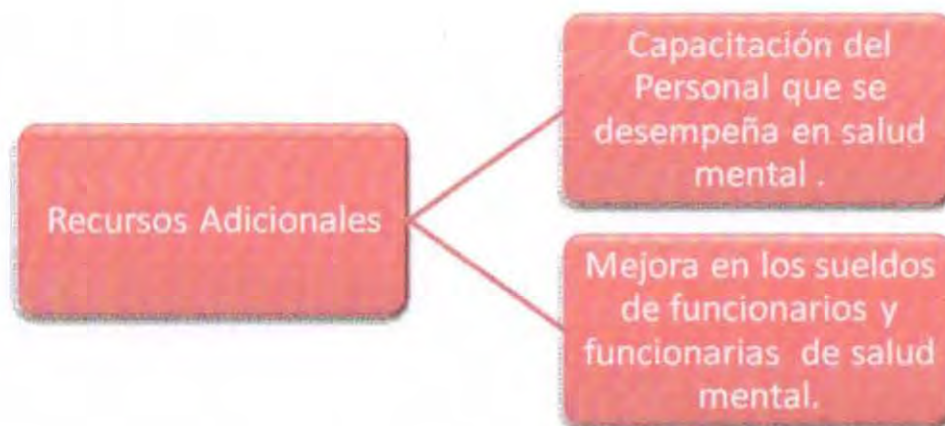 Recursos Adicionales
Capacitación del
Personal que se
desempeña en salud
mental .
Mejora en los sueldos
de funcionarios y
funcionarias de salud
mental.